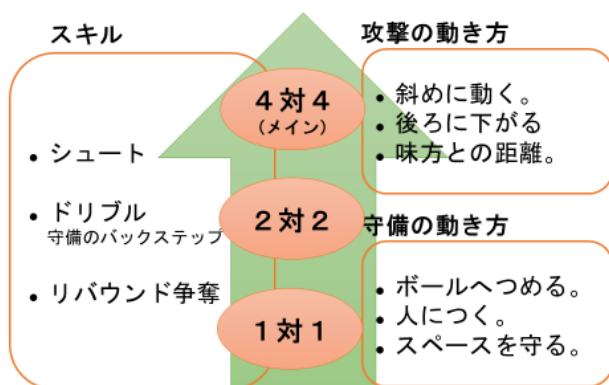 スキル
・シュート
・ドリブル
守備のバックステップ
・リバウンド争奪
4対4
(メイン)
2対2
1対1
攻撃の動き方
・斜めに動く。
・後ろに下がる
・味方との距離。
守備の動き方
・ボールへつめる。
・人につく。
・スペースを守る。